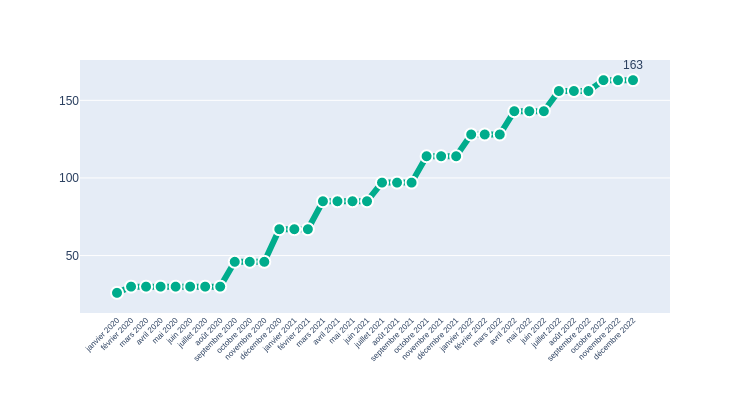 163
150
100
50
janvier 2020
février 2020
mars 2020
avril 2020
mai 2020
juin 2020
juillet 2020
août 2020
septembre 2020
octobre 2020
novembre 2020
décembre 2020
janvier 2021
février 2021
mars 2021
avril 2021
mai 2021
juin 2021
juillet 2021
août 2021
septembre 2021
octobre 2021
novembre 2021
décembre 2021
janvier 2022
février 2022
mars 2022
avril 2022
mai 2022
juin 2022
juillet 2022
août 2022
septembre 2022
octobre 2022
novembre 2022
décembre 2022